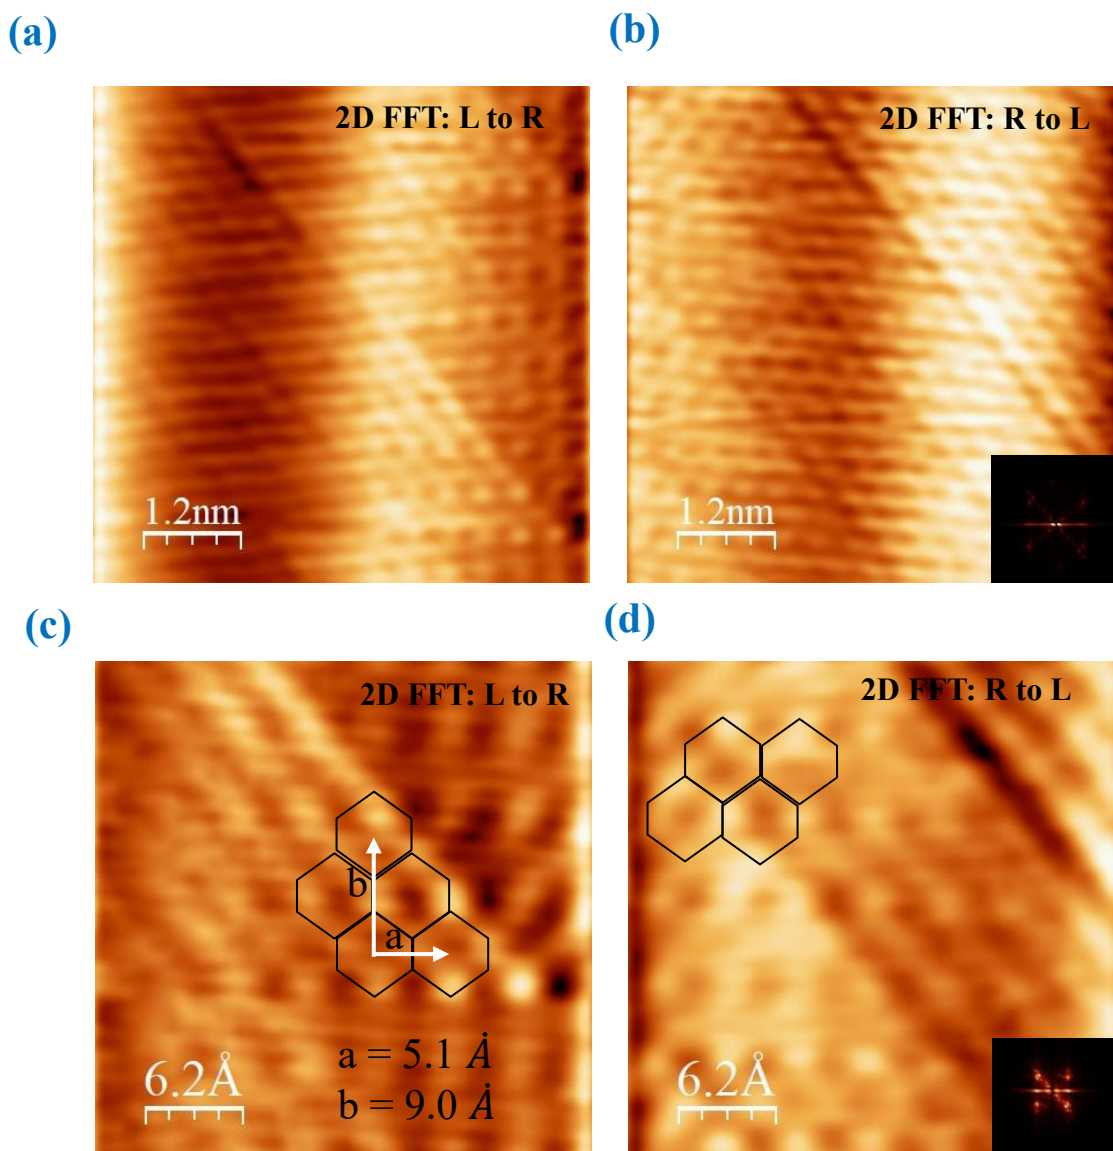 (a)
(b)
2D FFT: L to R
2D FFT: R to L
1.2nm
1.2nm
(c)
(d)
2D FFT: L to R
2D FFT: R to L
b
a
a = 5.1 Ȧ
b = 9.0 Ȧ
6.2Å
6.2Å